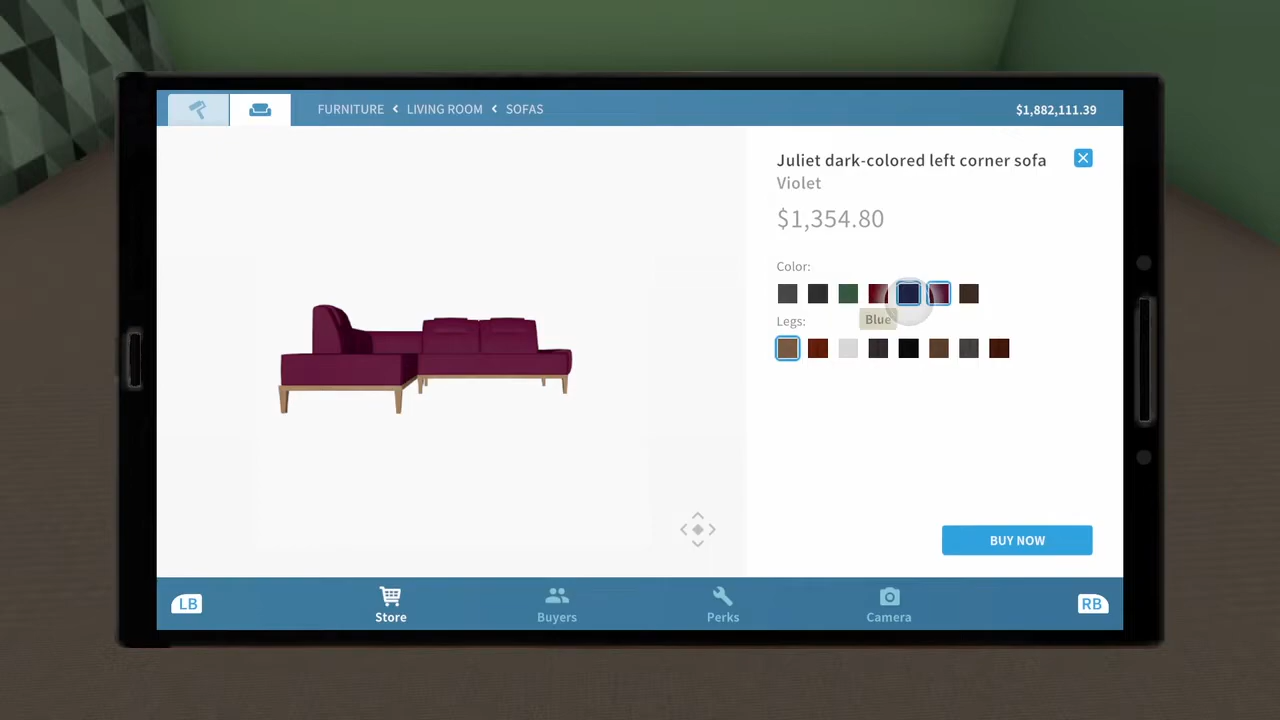 FURNITURE < LIVING ROOM < SOFAS
$1,882,111.39
Juliet dark-colored left corner sofa
Violet
$1,354.80
Color:
Blue
Legs:
BUY NOW
LB
Store
Buyers
Perks
Camera
RB